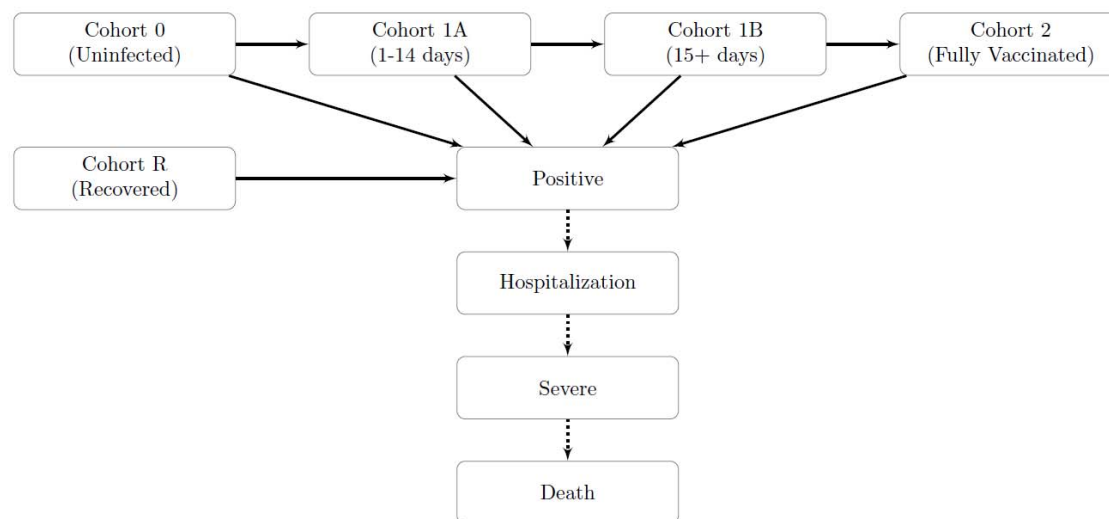 Cohort 0
(Uninfected)
Cohort 1A
(1-14 days)
Cohort 1B
(15+ days)
Cohort 2
(Fully Vaccinated)
Cohort R
(Recovered)
Positive
Hospitalization
Severe
Death